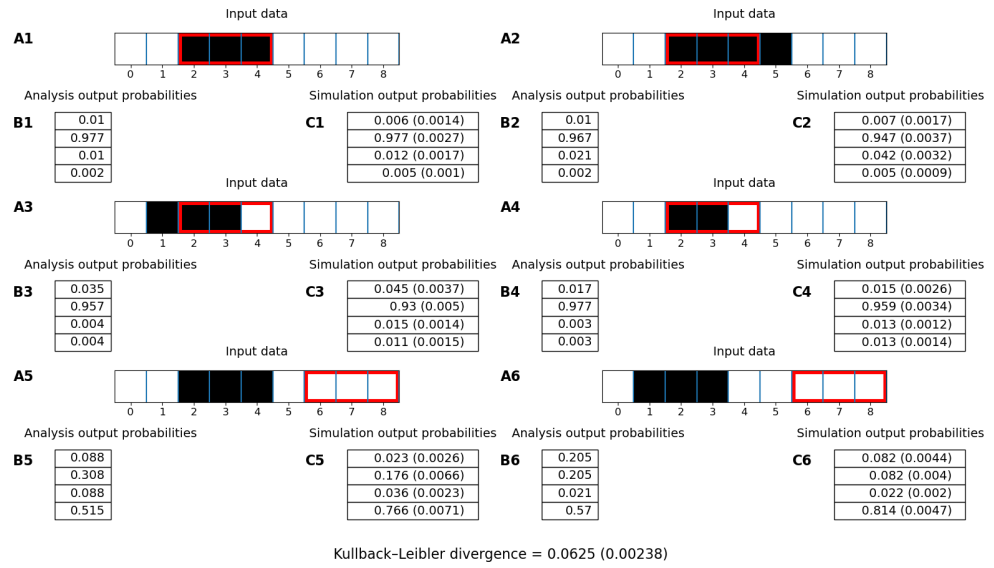 Input data Input data
A1 A2
0 1 2 3 4 5 6 7 8 0 1 2 3 4 5 6 7 8
Analysis output probabilities Simulation output probabilities Analysis output probabilities Simulation output probabilities
B1 0.01 C1 0.006 (0.0014) B2 0.01 C2 0.007 (0.0017)
0.977 0.977 (0.0027) 0.967 0.947 (0.0037)
0.01 0.012 (0.0017) 0.021 0.042 (0.0032)
0.002 0.005 (0.001) 0.002 0.005 (0.0009)
Input data Input data
A3 A4
0 1 2 3 4 5 6 7 8 0 1 2 3 4 5 6 7 8
Analysis output probabilities Simulation output probabilities Analysis output probabilities Simulation output probabilities
B3 0.035 C3 0.045 (0.0037) B4 0.017 C4 0.015 (0.0026)
0.957 0.93 (0.005) 0.977 0.959 (0.0034)
0.004 0.015 (0.0014) 0.003 0.013 (0.0012)
0.004 0.011 (0.0015) 0.003 0.013 (0.0014)
Input data Input data
A5 A6
0 1 2 3 4 5 6 7 8 0 1 2 3 4 5 6 7 8
Analysis output probabilities Simulation output probabilities Analysis output probabilities Simulation output probabilities
B5 0.088 C5 0.023 (0.0026) B6 0.205 C6 0.082 (0.0044)
0.308 0.176 (0.0066) 0.205 0.082 (0.004)
0.088 0.036 (0.0023) 0.021 0.022 (0.002)
0.515 0.766 (0.0071) 0.57 0.814 (0.0047)
Kullback–Leibler divergence = 0.0625 (0.00238)